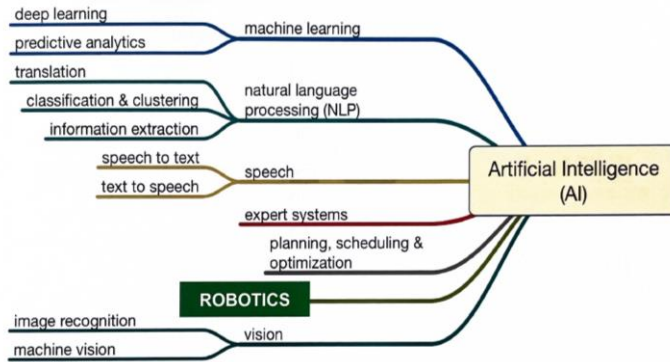 deep learning
predictive analytics
machine learning
translation
classification & clustering
information extraction
natural language
processing (NLP)
speech to text
text to speech
speech
expert systems
planning, scheduling &
optimization
ROBOTICS
image recognition
machine vision
vision
Artificial Intelligence
(AI)